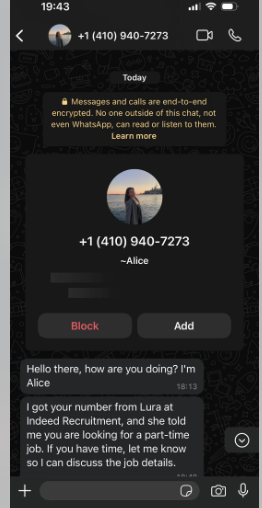 19:43
+1 (410) 940-7273
Today
Messages and calls are end-to-end
encrypted. No one outside of this chat, not
even WhatsApp, can read or listen to them.
Learn more
+1 (410) 940-7273
~Alice
Block
Add
Hello there, how are you doing? I'm
Alice
18:13
I got your number from Lura at
Indeed Recruitment, and she told
me you are looking for a part-time
job. If you have time, let me know
so I can discuss the job details.